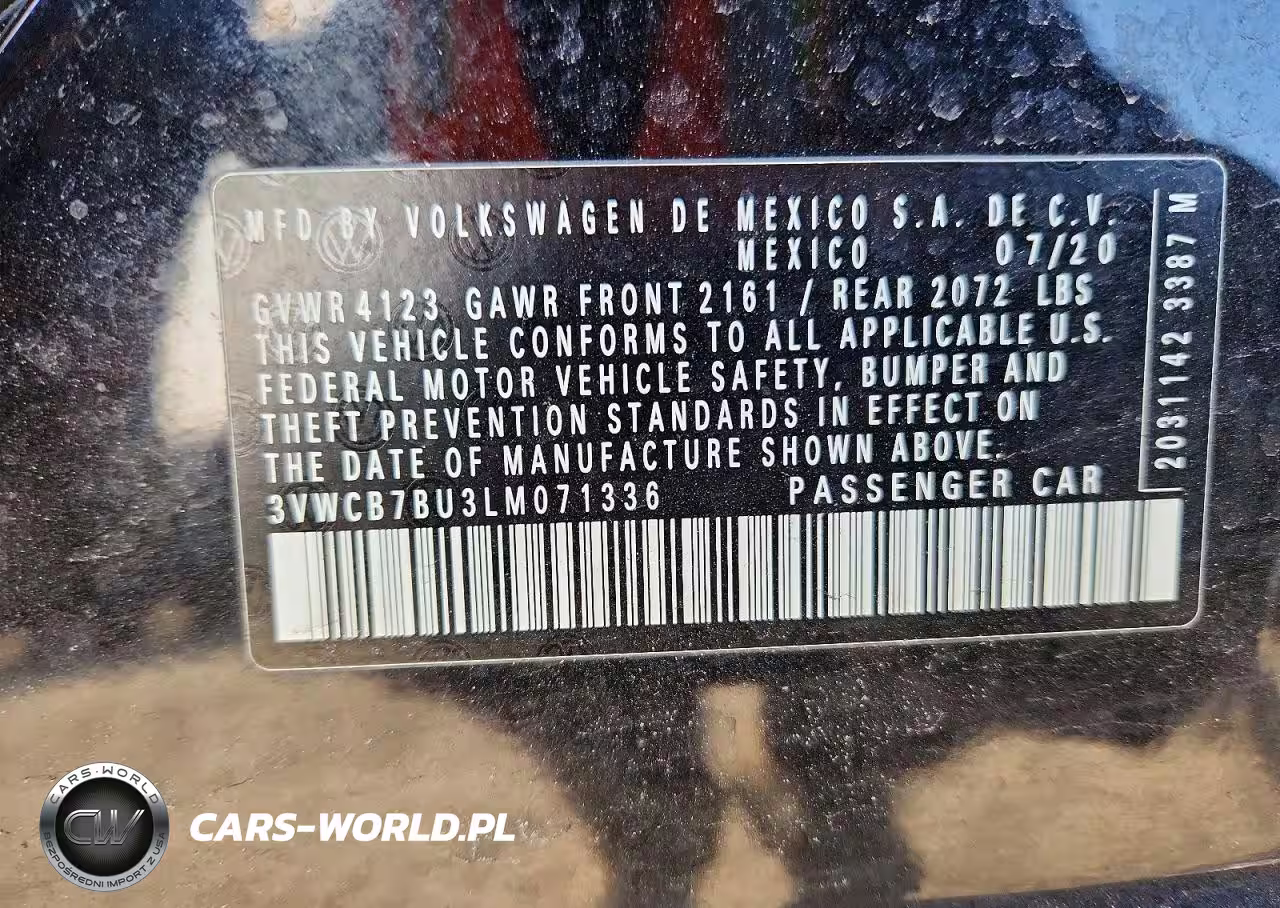 MFD BY VOLKSWAGEN DE MEXICO S.A. DE C.V.
MEXICO 07/20
GVWR 4123 GAWR FRONT 2161 / REAR 2072 LBS
THIS VEHICLE CONFORMS TO ALL APPLICABLE U.S.
FEDERAL MOTOR VEHICLE SAFETY, BUMPER AND
THEFT PREVENTION STANDARDS IN EFFECT ON
THE DATE OF MANUFACTURE SHOWN ABOVE.
3VWCB7BU3LM071336 PASSENGER CAR
2031142 3387 M
CARS-WORLD
CW
BEZPOŚREDNI IMPORT Z USA
CARS-WORLD.PL